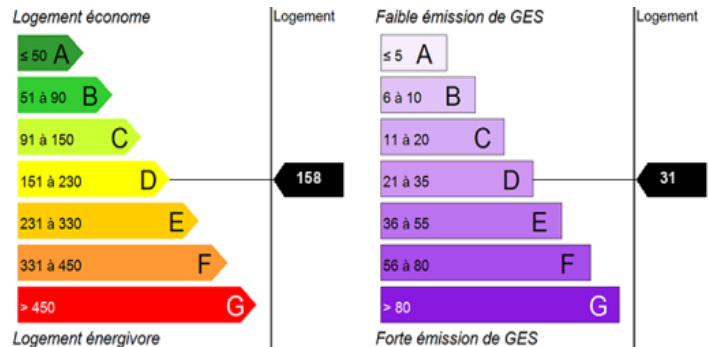 Logement économe
Logement
≤ 50 A
51 à 90 B
91 à 150 C
151 à 230 D
158
231 à 330 E
331 à 450 F
> 450 G
Logement énergivore
Faible émission de GES
Logement
≤ 5 A
6 à 10 B
11 à 20 C
21 à 35 D
31
36 à 55 E
56 à 80 F
> 80 G
Forte émission de GES